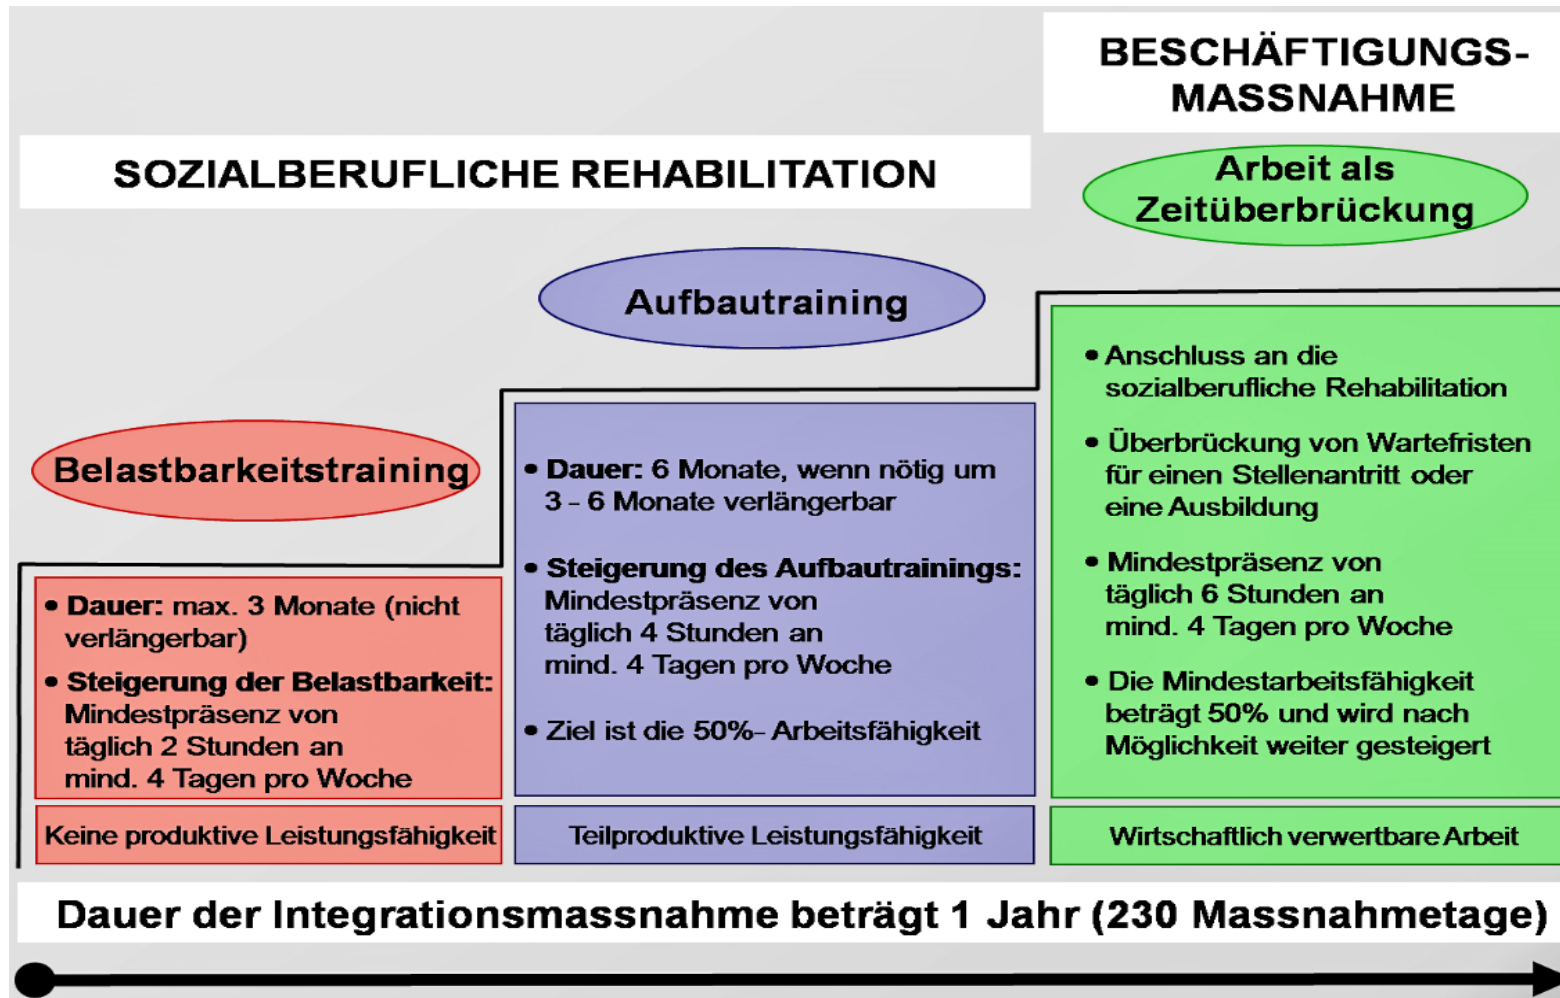 BESCHÄFTIGUNGS-
MASSNAHME
SOZIALBERUFLICHE REHABILITATION
Arbeit als
Zeitüberbrückung
Aufbautraining
Belastbarkeitstraining
• Dauer: max. 3 Monate (nicht
verlängerbar)
• Steigerung der Belastbarkeit:
Mindestpräsenz von
täglich 2 Stunden an
mind. 4 Tagen pro Woche
Keine produktive Leistungsfähigkeit
• Dauer: 6 Monate, wenn nötig um
3 - 6 Monate verlängerbar
• Steigerung des Aufbautrainings:
Mindestpräsenz von
täglich 4 Stunden an
mind. 4 Tagen pro Woche
• Ziel ist die 50%- Arbeitsfähigkeit
Teilproduktive Leistungsfähigkeit
• Anschluss an die
sozialberufliche Rehabilitation
• Überbrückung von Wartefristen
für einen Stellenantritt oder
eine Ausbildung
• Mindestpräsenz von
täglich 6 Stunden an
mind. 4 Tagen pro Woche
• Die Mindestarbeitsfähigkeit
beträgt 50% und wird nach
Möglichkeit weiter gesteigert
Wirtschaftlich verwertbare Arbeit
Dauer der Integrationsmassnahme beträgt 1 Jahr (230 Massnahmetage)